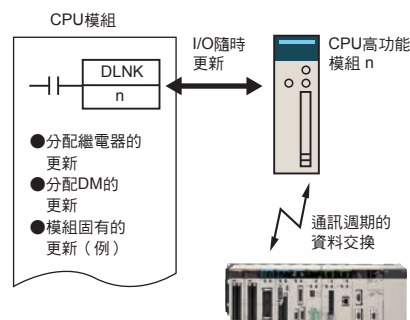 CPU模組
DLNK
n
●分配繼電器的
更新
●分配DM的
更新
●模組固有的
更新（例）
I/O隨時
更新
CPU高功能
模組 n
通訊週期的
資料交換